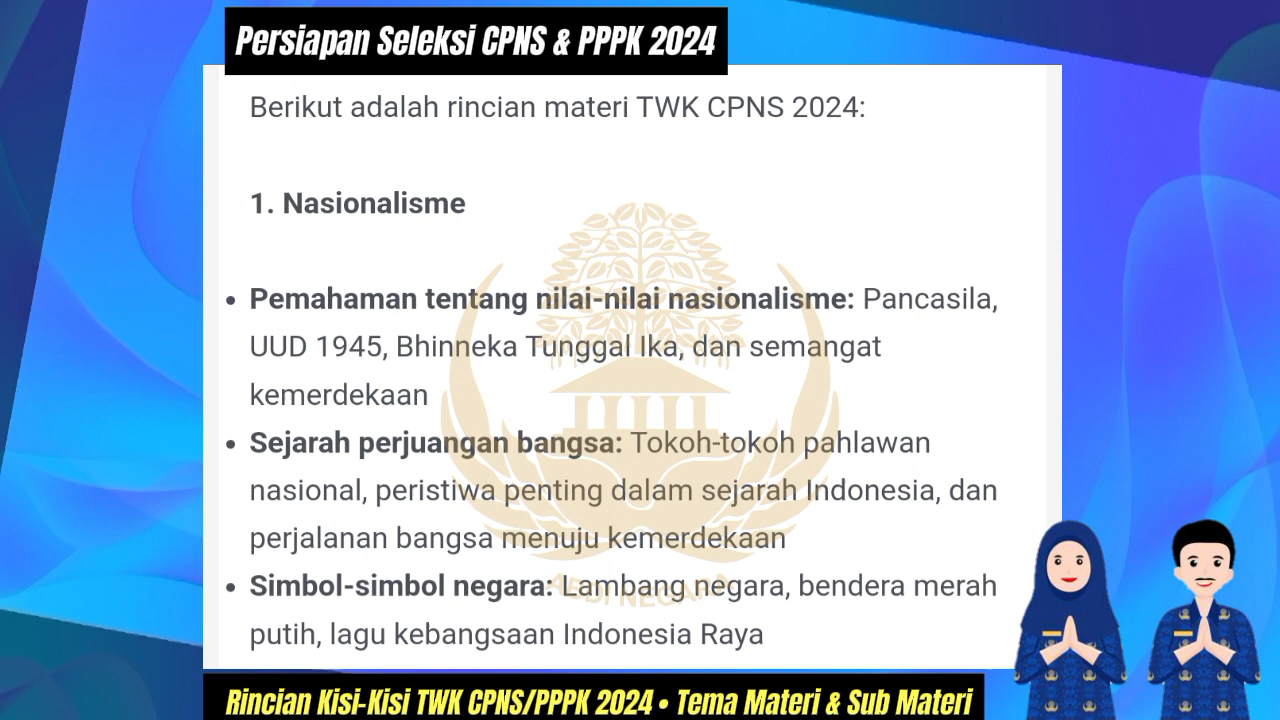 Persiapan Seleksi CPNS & PPPK 2024
Berikut adalah rincian materi TWK CPNS 2024:
1. Nasionalisme
• Pemahaman tentang nilai-nilai nasionalisme: Pancasila,
UUD 1945, Bhinneka Tunggal Ika, dan semangat
kemerdekaan
• Sejarah perjuangan bangsa: Tokoh-tokoh pahlawan
nasional, peristiwa penting dalam sejarah Indonesia, dan
perjalanan bangsa menuju kemerdekaan
• Simbol-simbol negara: Lambang negara, bendera merah
putih, lagu kebangsaan Indonesia Raya
ABDI NEGARA
Rincian Kisi-Kisi TWK CPNS/PPPK 2024 • Tema Materi & Sub Materi